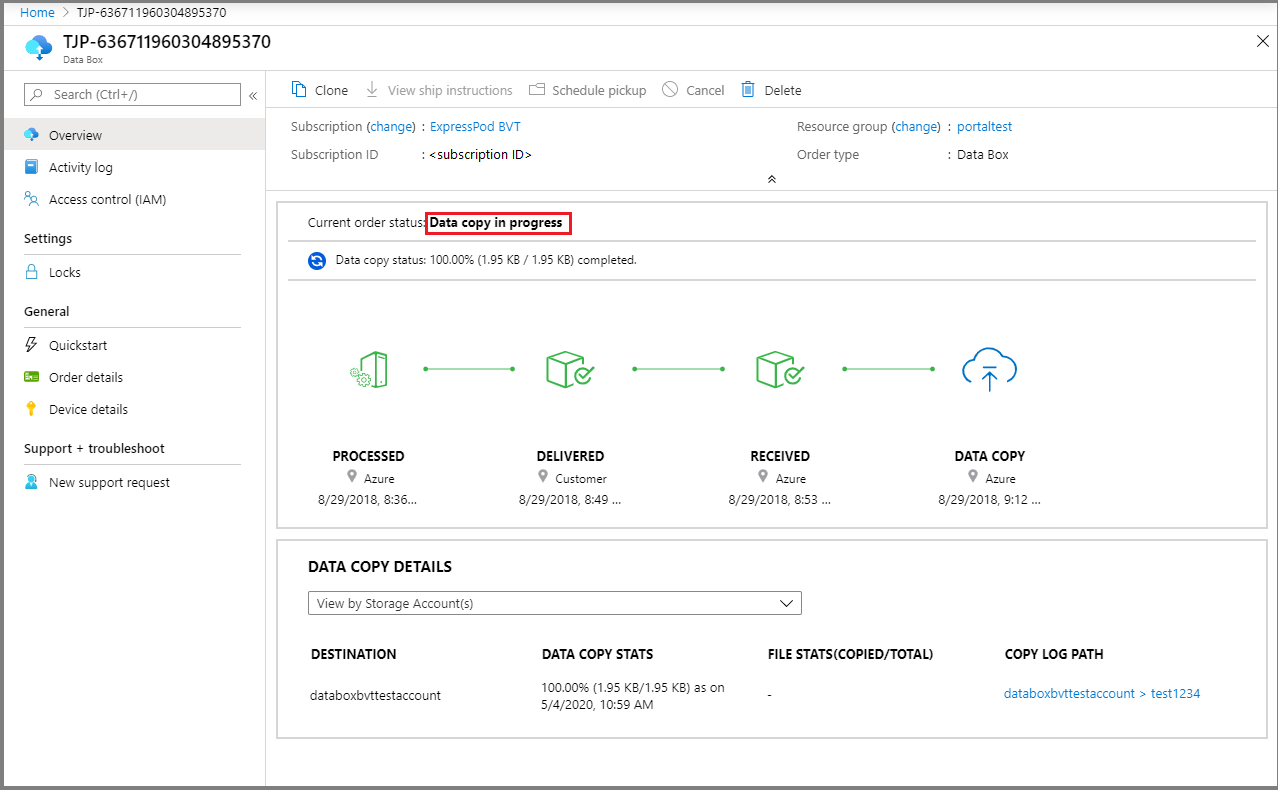 Home > TJP-636711960304895370
TJP-636711960304895370
Data Box
Search (Ctrl+/)
«
Clone
View ship instructions
Schedule pickup
Cancel
Delete
Overview
Activity log
Access control (IAM)
Settings
Locks
General
Quickstart
Order details
Device details
Support + troubleshoot
New support request
Subscription (change) : ExpressPod BVT
Subscription ID : <subscription ID>
Resource group (change) : portaltest
Order type : Data Box
Current order status: Data copy in progress
Data copy status: 100.00% (1.95 KB / 1.95 KB) completed.
PROCESSED
Azure
8/29/2018, 8:36...
DELIVERED
Customer
8/29/2018, 8:49 ...
RECEIVED
Azure
8/29/2018, 8:53 ...
DATA COPY
Azure
8/29/2018, 9:12 ...
DATA COPY DETAILS
View by Storage Account(s)
DESTINATION
DATA COPY STATS
FILE STATS(COPIED/TOTAL)
COPY LOG PATH
databoxbvttestaccount
100.00% (1.95 KB/1.95 KB) as on
5/4/2020, 10:59 AM
-
databoxbvttestaccount > test1234